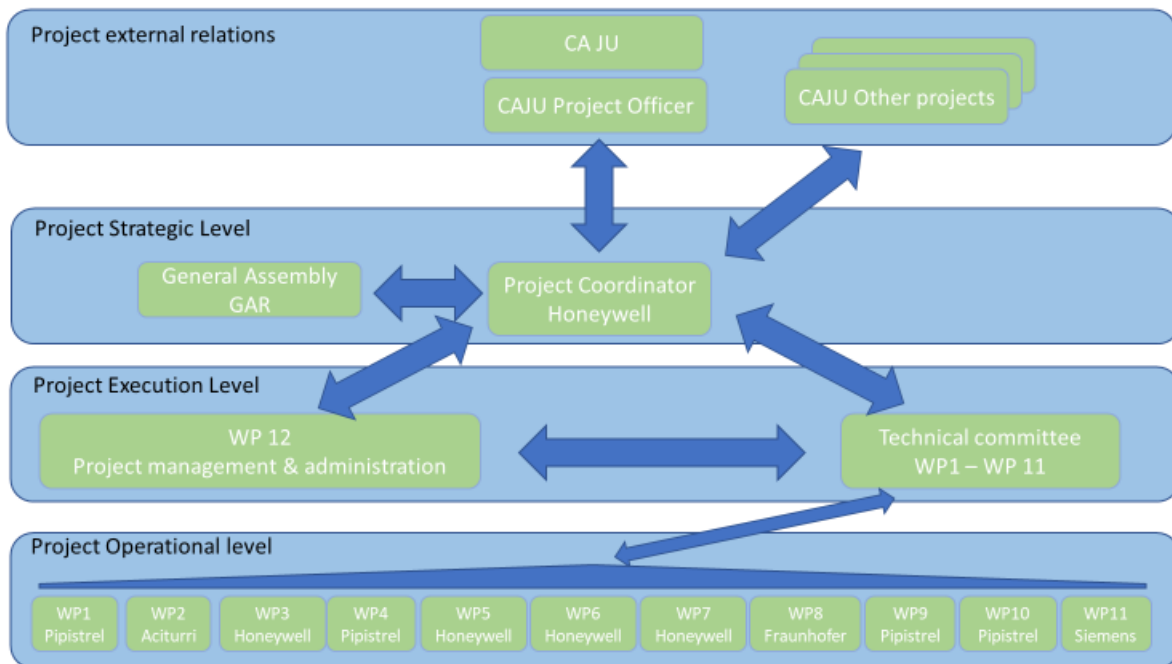 Project external relations
CA JU
CAJU Project Officer
CAJU Other projects
Project Strategic Level
General Assembly
GAR
Project Coordinator
Honeywell
Project Execution Level
WP 12
Project management & administration
Technical committee
WP1 – WP 11
Project Operational level
WP1
Pipistrel
WP2
Aciturri
WP3
Honeywell
WP4
Pipistrel
WP5
Honeywell
WP6
Honeywell
WP7
Honeywell
WP8
Fraunhofer
WP9
Pipistrel
WP10
Pipistrel
WP11
Siemens